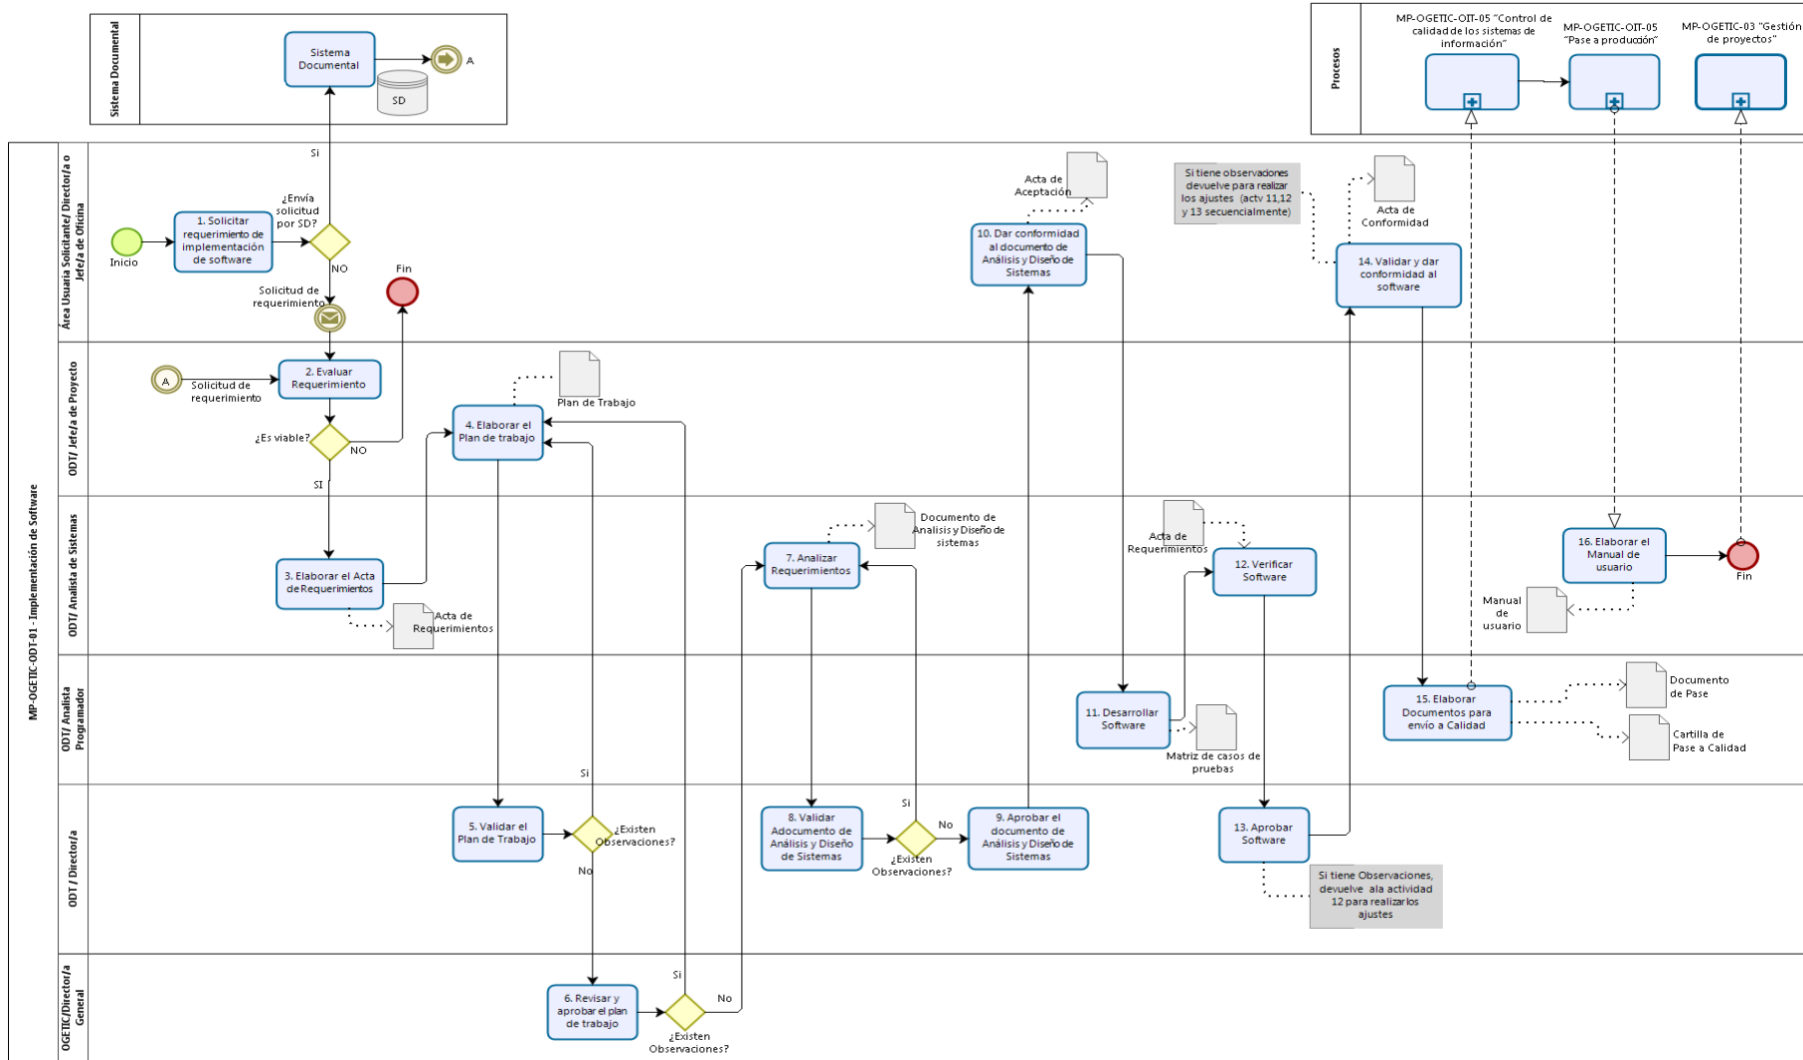 Sistema Documental
Sistema
Documental
A
SD
Procesos
MP-OGETIC-OIT-05 "Control de
calidad de los sistemas de
información"
MP-OGETIC-OIT-05
"Pase a producción"
MP-OGETIC-03 "Gestión
de proyectos"
MP-OGETIC-ODT-01 - Implementación de Software
Área Usuaria Solicitante/ Director/a o
Jefe/a de Oficina
Inicio
1. Solicitar
requerimiento de
implementación
de software
Si
¿Envía
solicitud
por SD?
NO
Solicitud de
requerimiento
Fin
10. Dar conformidad
al documento de
Análisis y Diseño de
Sistemas
Acta de
Aceptación
Si tiene observaciones
devuelve para realizar
los ajustes (actv 11,12
y 13 secuencialmente)
Acta de
Conformidad
14. Validar y dar
conformidad al
software
ODT/ Jefe/a de Proyecto
A
Solicitud de
requerimiento
2. Evaluar
Requerimiento
¿Es viable?
NO
SI
4. Elaborar el
Plan de trabajo
Plan de Trabajo
ODT/ Analista de Sistemas
3. Elaborar el Acta
de Requerimientos
Acta de
Requerimientos
7. Analizar
Requerimientos
Documento de
Analisis y Diseño de
sistemas
Acta de
Requerimientos
12. Verificar
Software
16. Elaborar el
Manual de
usuario
Manual
de
usuario
Fin
ODT/ Analista
Programador
11. Desarrollar
Software
Matriz de casos de
pruebas
15. Elaborar
Documentos para
envío a Calidad
Documento
de Pase
Cartilla de
Pase a Calidad
ODT / Director/a
5. Validar el
Plan de Trabajo
Si
¿Existen
Observaciones?
No
8. Validar
Adocumento de
Análisis y Diseño
de Sistemas
Si
No
¿Existen
Observaciones?
9. Aprobar el
documento de
Análisis y Diseño de
Sistemas
13. Aprobar
Software
Si tiene Observaciones,
devuelve ala actividad
12 para realizarlos
ajustes
OGETIC/Director/a
General
6. Revisar y
aprobar el plan
de trabajo
Si
No
¿Existen
Observaciones?